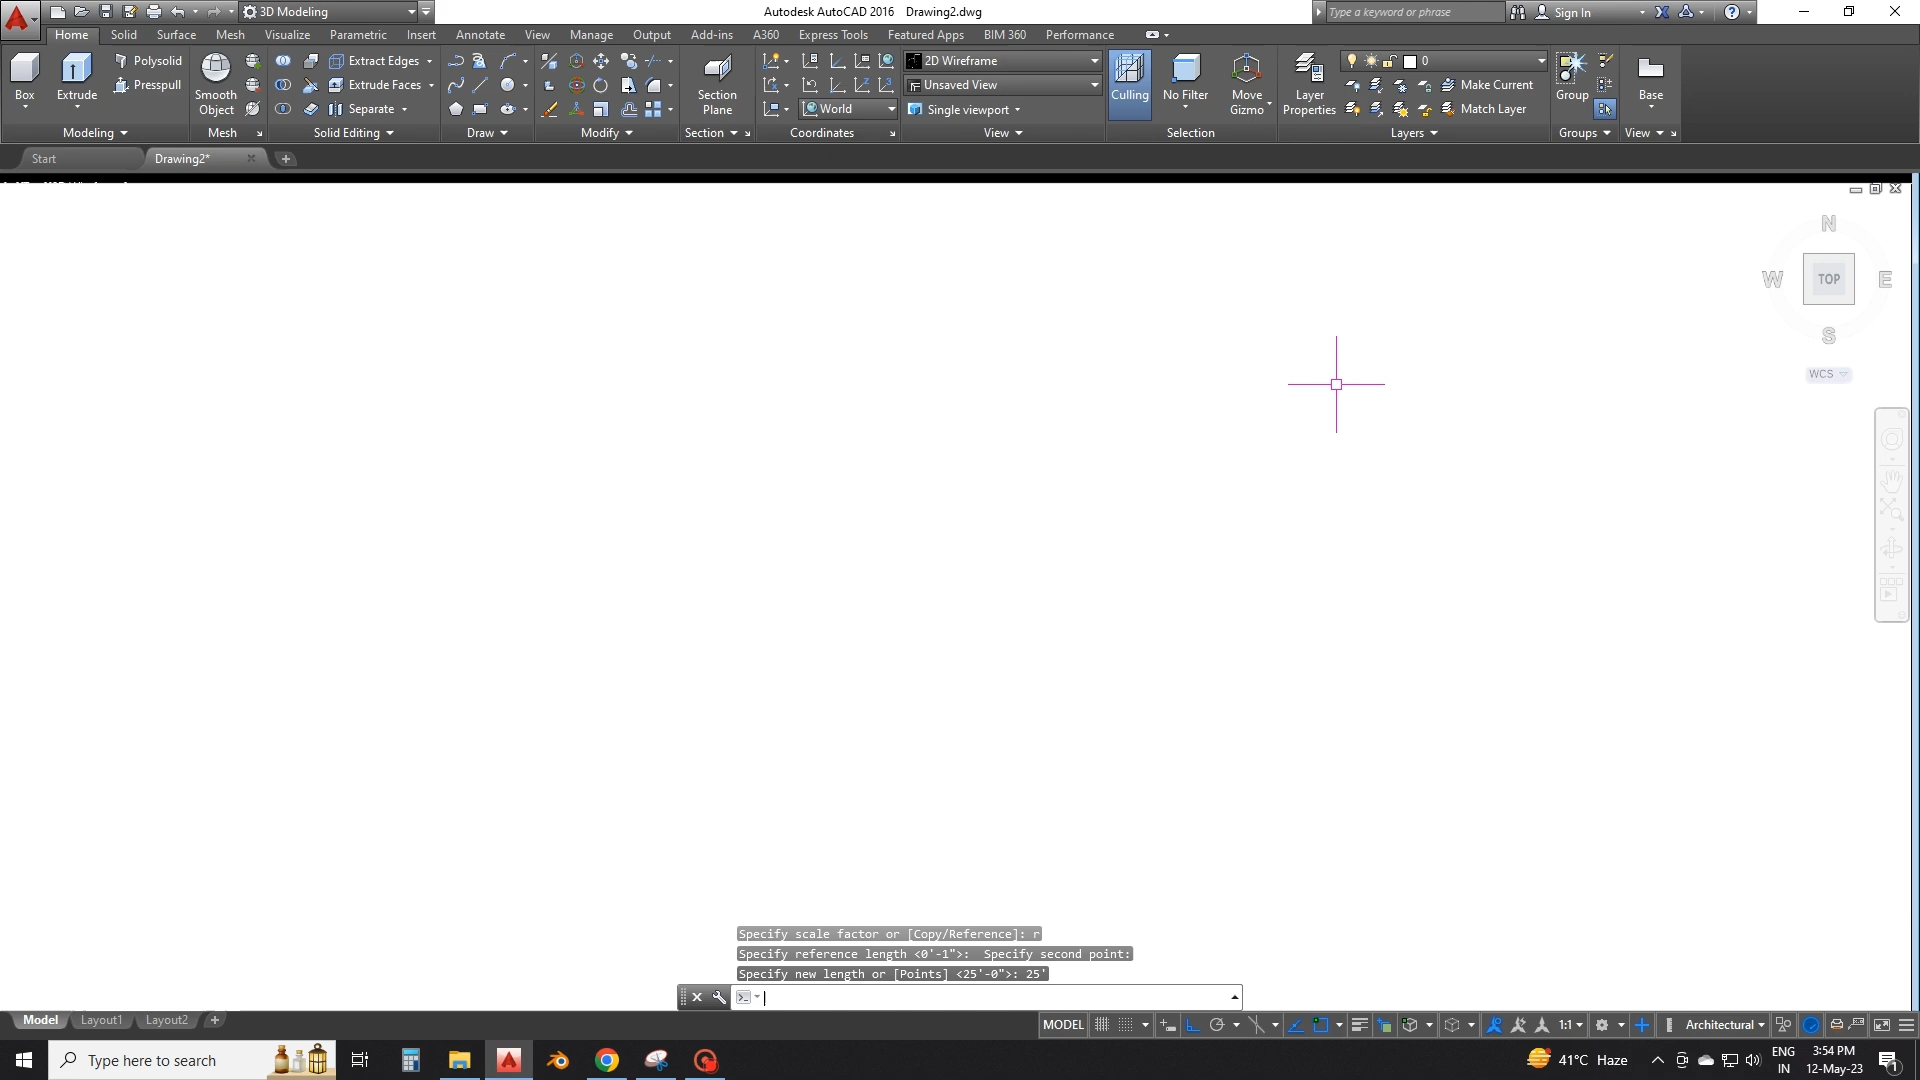 3D Modeling
Autodesk AutoCAD 2016 Drawing2.dwg
Type a keyword or phrase
Sign In
Home Solid Surface Mesh Visualize Parametric Insert Annotate View Manage Output Add-ins A360 Express Tools Featured Apps BIM 360 Performance
Box
Extrude
Polysolid
Presspull
Smooth
Object
Extract Edges
Extrude Faces
Separate
Section
Plane
World
2D Wireframe
Unsaved View
Single viewport
Culling
No Filter
Move
Gizmo
Layer
Properties
0
Make Current
Match Layer
Group
Base
Modeling Mesh Solid Editing Draw Modify Section Coordinates View Selection Layers Groups View
Start Drawing2*
N
W TOP E
S
WCS
Specify scale factor or [Copy/Reference]: r
Specify reference length <0'-1">: Specify second point:
Specify new length or [Points] <25'-0">: 25'
Model Layout1 Layout2
MODEL 1:1 Architectural
Type here to search
41°C Haze
ENG
IN
3:54 PM
12-May-23
1